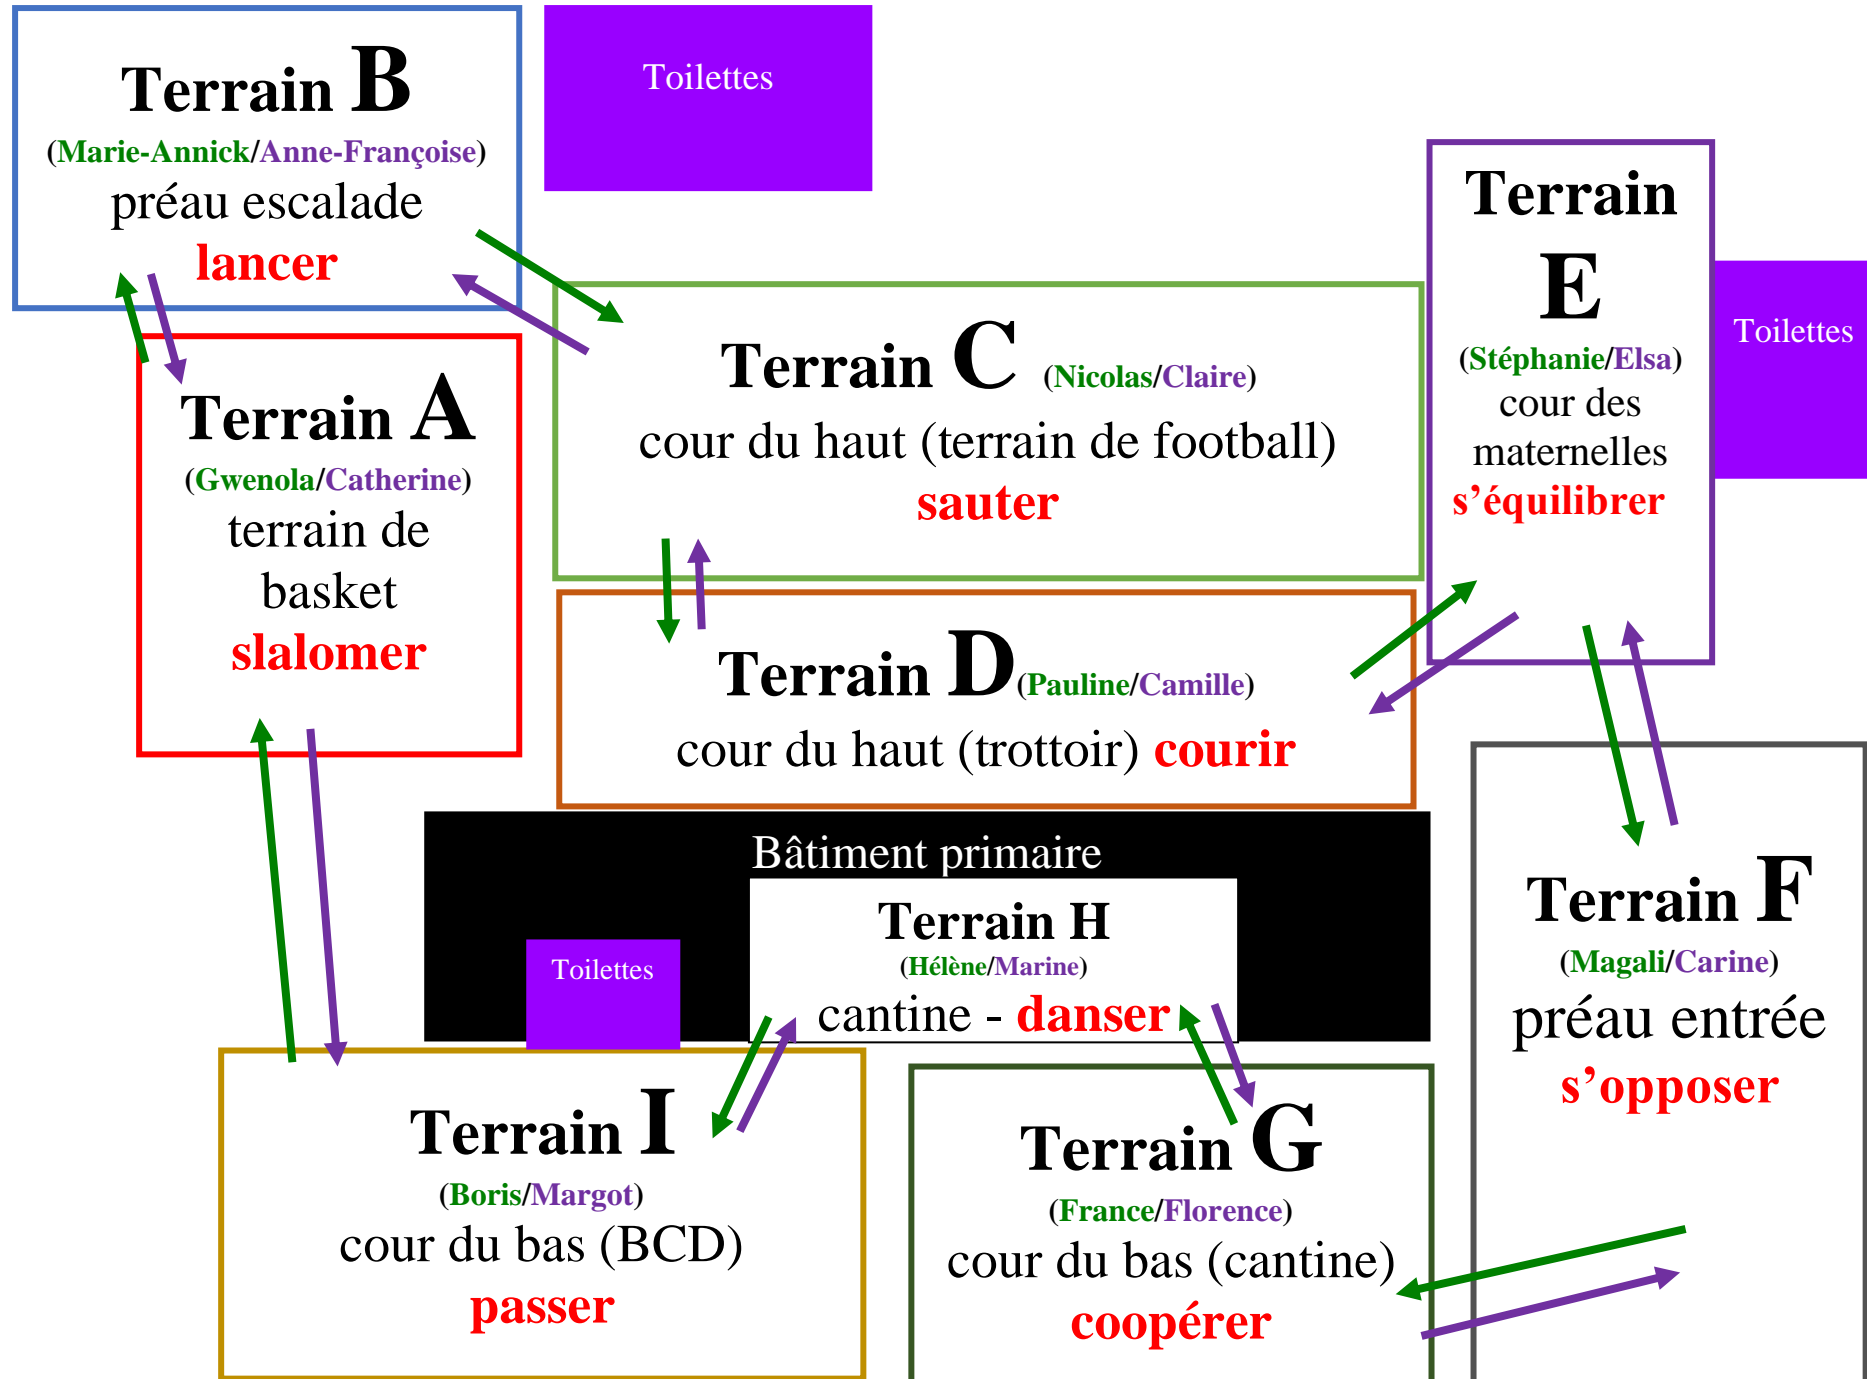 Terrain B
(Marie-Annick/Anne-Françoise)
préau escalade
lancer
Toilettes
Terrain
E
(Stéphanie/Elsa)
cour des
maternelles
s’équilibrer
Toilettes
Terrain C (Nicolas/Claire)
cour du haut (terrain de football)
sauter
Terrain A
(Gwenola/Catherine)
terrain de
basket
slalomer
Terrain D(Pauline/Camille)
cour du haut (trottoir) courir
Bâtiment primaire
Terrain H
(Hélène/Marine)
cantine - danser
Toilettes
Terrain F
(Magali/Carine)
préau entrée
s’opposer
Terrain I
(Boris/Margot)
cour du bas (BCD)
passer
Terrain G
(France/Florence)
cour du bas (cantine)
coopérer